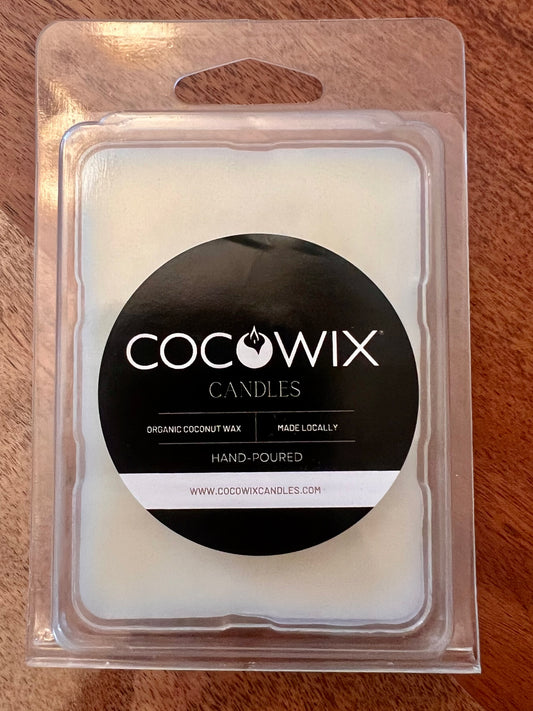 COCOWIX®
CANDLES
ORGANIC COCONUT WAX MADE LOCALLY
HAND-POURED
WWW.COCOWIXCANDLES.COM